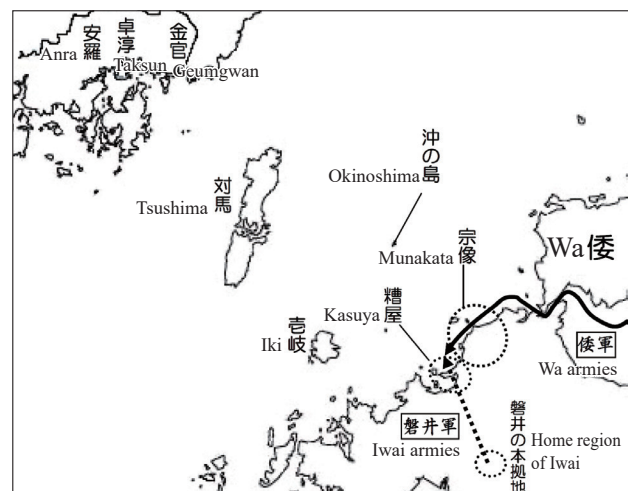 安羅
卓淳
金官
Anra
Taksun
Geumgwan
対馬
Tsushima
沖の島
Okinoshima
宗像
Munakata
Wa倭
糟屋
Kasuya
壱岐
Iki
倭軍
Wa armies
磐井軍
Iwai armies
磐井の本拠地
Home region
of Iwai